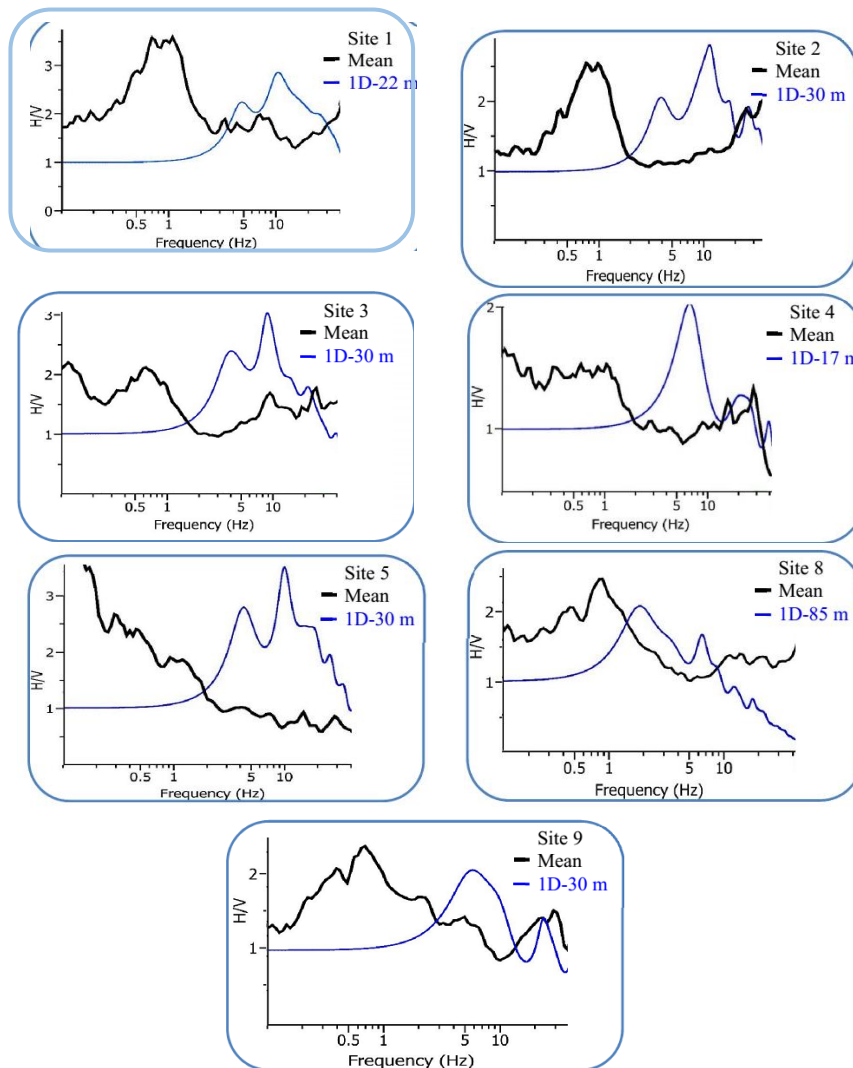 Site 1
Mean
1D-22 m
3
2
1
0
H/V
0.5 1 5 10
Frequency (Hz)
Site 2
Mean
1D-30 m
2
1
H/V
0.5 1 5 10
Frequency (Hz)
Site 3
Mean
1D-30 m
3
2
1
H/V
0.5 1 5 10
Frequency (Hz)
Site 4
Mean
1D-17 m
2
1
H/V
0.5 1 5 10
Frequency (Hz)
Site 5
Mean
1D-30 m
3
2
1
H/V
0.5 1 5 10
Frequency (Hz)
Site 8
Mean
1D-85 m
2
1
H/V
0.5 1 5 10
Frequency (Hz)
Site 9
Mean
1D-30 m
2
1
H/V
0.5 1 5 10
Frequency (Hz)